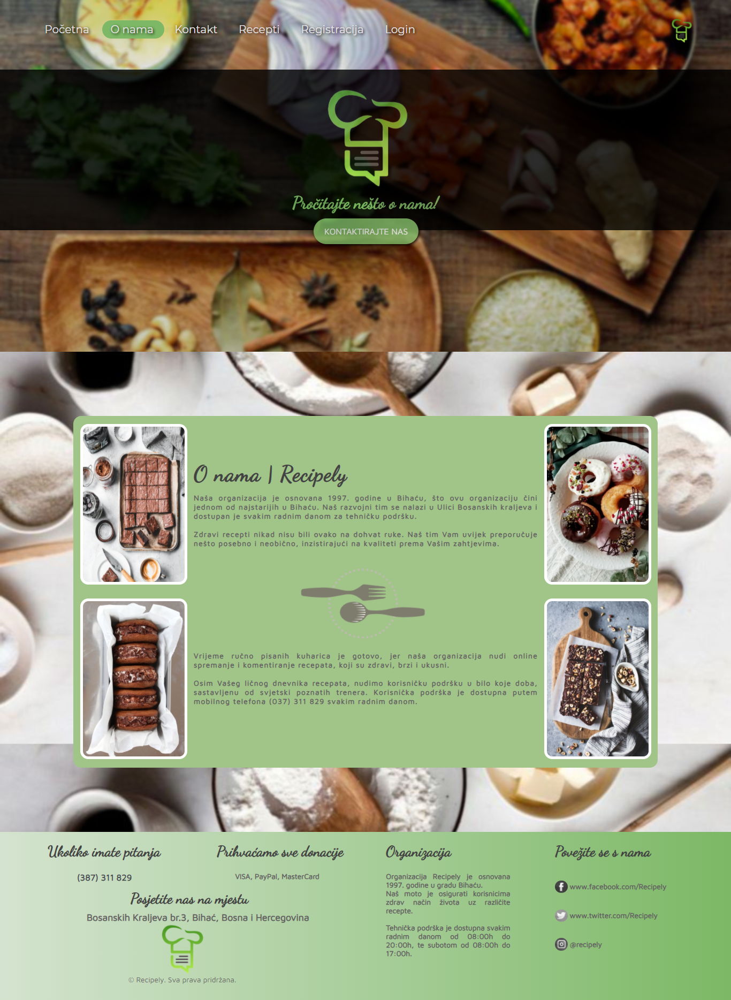 Početna O nama Kontakt Recepti Registracija Login
Pročitajte nešto o nama!
KONTAKTIRAJTE NAS
O nama | Recipely
Naša organizacija je osnovana 1997. godine u Bihaću, što ovu organizaciju čini
jednom od najstarijih u Bihaću. Naš razvojni tim se nalazi u Ulici Bosanskih kraljeva i
dostupan je svakim radnim danom za tehničku podršku.
Zdravi recepti nikad nisu bili ovako na dohvat ruke. Naš tim Vam uvijek preporučuje
nešto posebno i neobično, inzistirajući na kvaliteti prema Vašim zahtjevima.
Vrijeme ručno pisanih kuharica je gotovo, jer naša organizacija nudi online
spremanje i komentiranje recepata, koji su zdravi, brzi i ukusni.
Osim Vašeg ličnog dnevnika recepata, nudimo korisničku podršku u bilo koje doba,
sastavljenu od svjetski poznatih trenera. Korisnička podrška je dostupna putem
mobilnog telefona (037) 311 829 svakim radnim danom.
Ukoliko imate pitanja
(387) 311 829
Prihvaćamo sve donacije
VISA, PayPal, MasterCard
Posjetite nas na mjestu
Bosanskih Kraljeva br.3, Bihać, Bosna i Hercegovina
© Recipely. Sva prava pridržana.
Organizacija
Organizacija Recipely je osnovana
1997. godine u gradu Bihaću.
Naš moto je osigurati korisnicima
zdrav način života uz različite
recepte.
Tehnička podrška je dostupna svakim
radnim danom od 08:00h do
20:00h, te subotom od 08:00h do
17:00h.
Povežite se s nama
www.facebook.com/Recipely
www.twitter.com/Recipely
@recipely